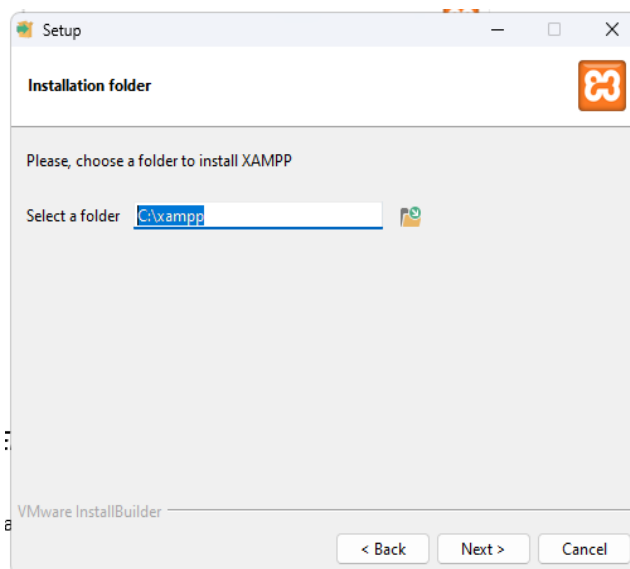 Setup
Installation folder
Please, choose a folder to install XAMPP
Select a folder C:\xampp
VMware InstallBuilder
< Back Next > Cancel